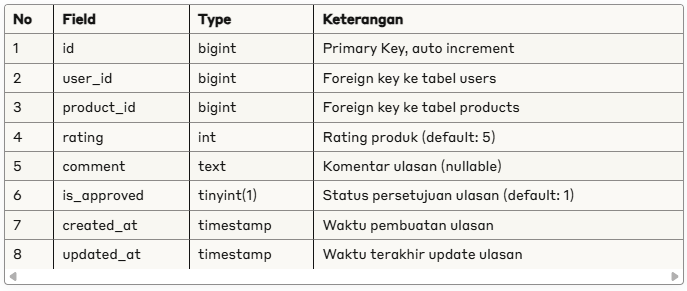 No Field Type Keterangan
1 id bigint Primary Key, auto increment
2 user_id bigint Foreign key ke tabel users
3 product_id bigint Foreign key ke tabel products
4 rating int Rating produk (default: 5)
5 comment text Komentar ulasan (nullable)
6 is_approved tinyint(1) Status persetujuan ulasan (default: 1)
7 created_at timestamp Waktu pembuatan ulasan
8 updated_at timestamp Waktu terakhir update ulasan